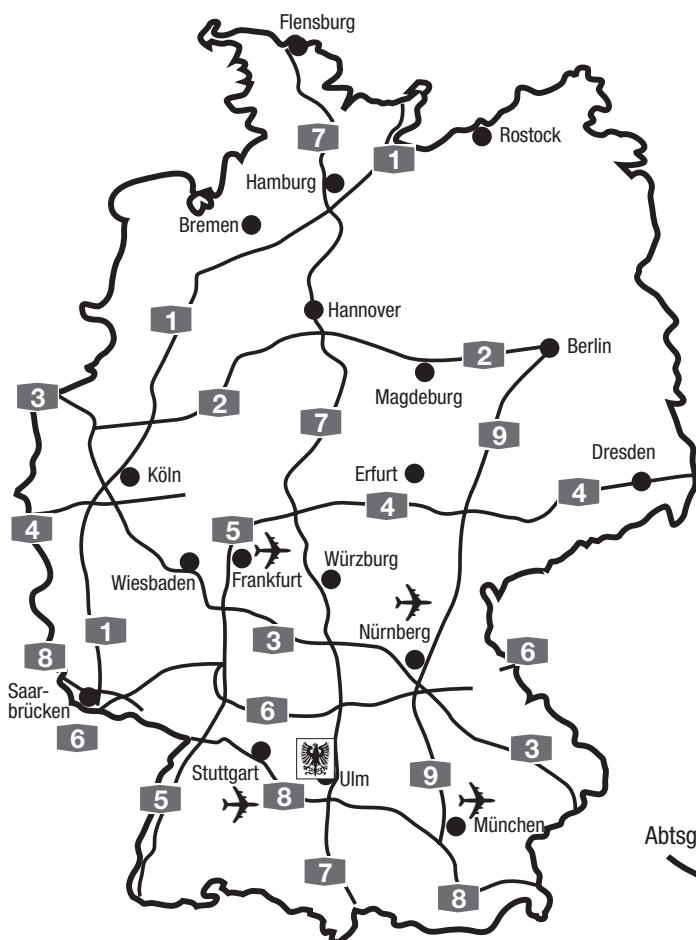 Flensburg
7
1
Rostock
Hamburg
Bremen
Hannover
1
2
Berlin
3
2
Magdeburg
7
9
Köln
Erfurt
Dresden
4
4
4
5
Wiesbaden
Frankfurt
Würzburg
1
3
Nürnberg
6
8
Saar-
brücken
6
6
Stuttgart
Ulm
3
5
8
9
München
Abtsg
7
8